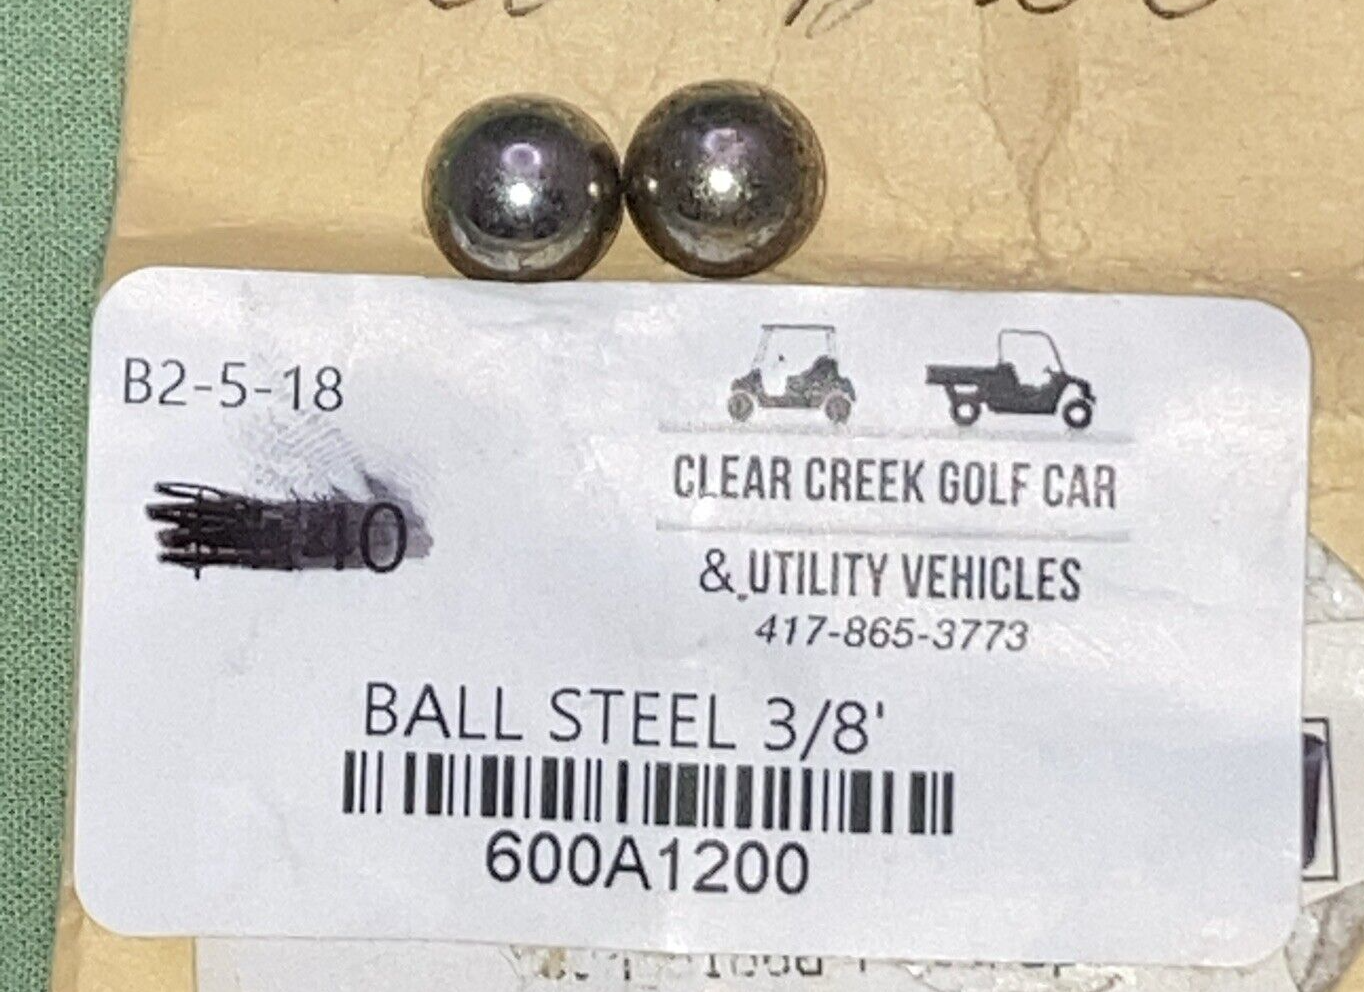 B2-5-18
CLEAR CREEK GOLF CAR
& UTILITY VEHICLES
417-865-3773
BALL STEEL 3/8'
600A1200